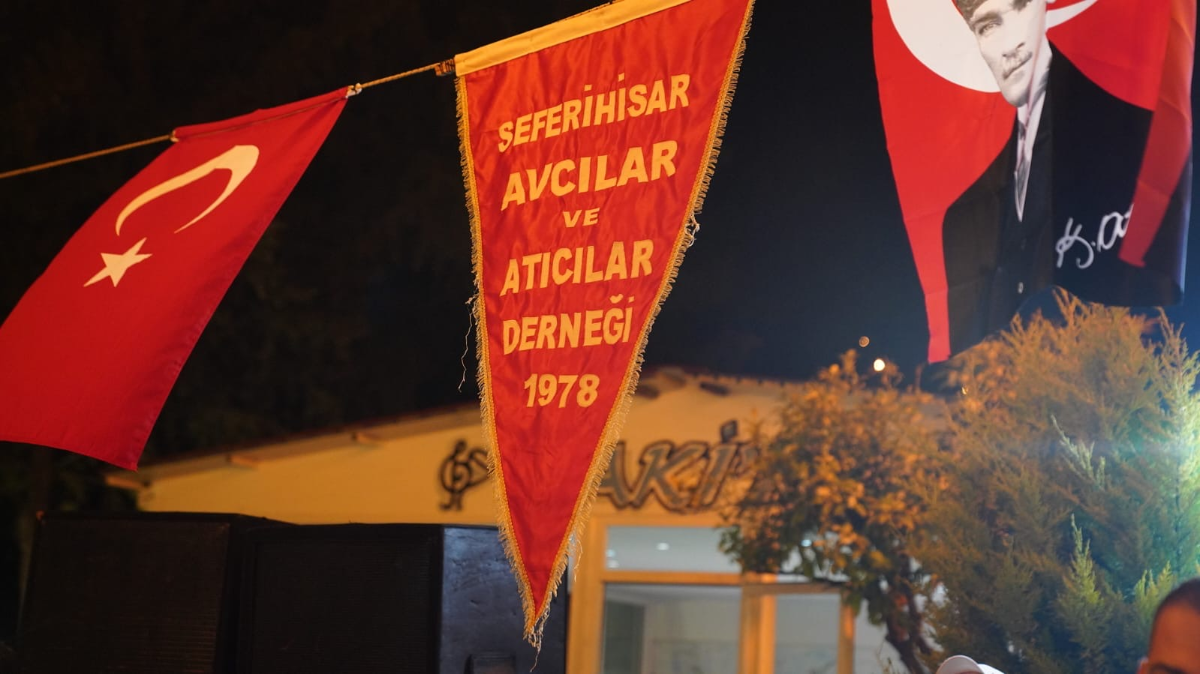 SEFERİHİSAR
AVCILAR
VE
ATICILAR
DERNEĞİ
1978